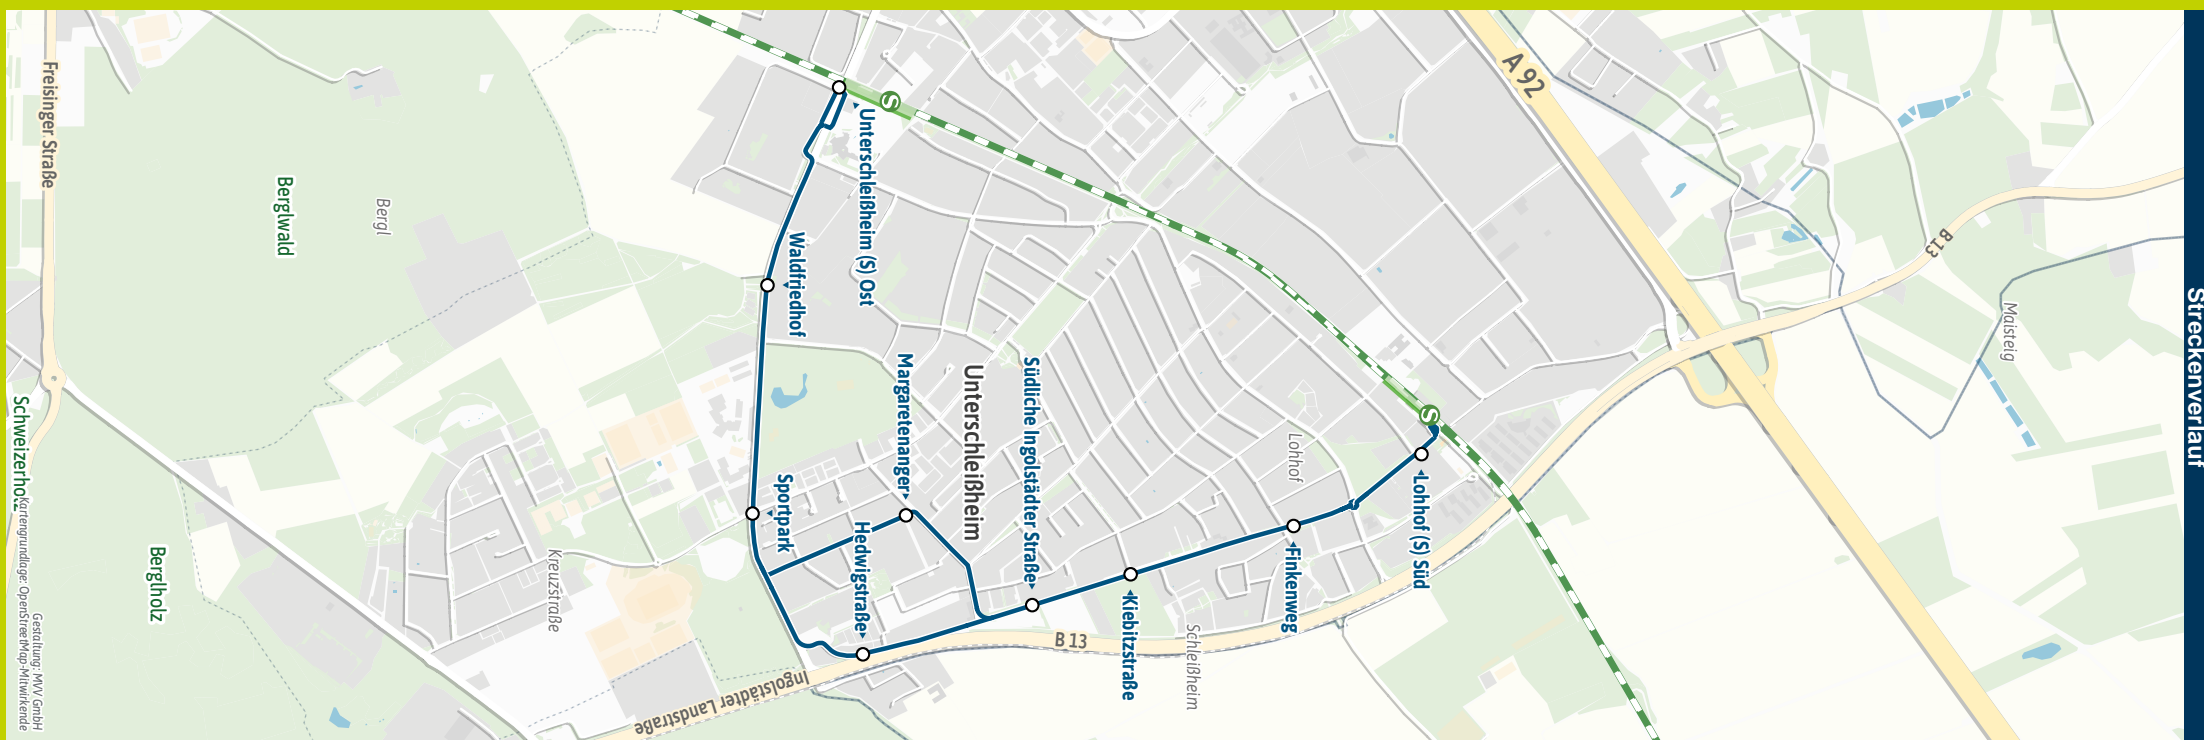 Streckenverlauf
A 92
B 13
Maisteig
Freisinger Straße
Berglwald
Bergl
Unterschleißheim (S) Ost
S
Waldfriedhof
Margaretenanger
Unterschleißheim
Südliche Ingolstädter Straße
Lohhof
S
Lohhof (S) Süd
Sportpark
Hedwigstraße
Finkenweg
Kiebitzstraße
Schleißheim
B 13
Ingolstädter Landstraße
Kreuzstraße
Berglholz
Schweizerholz
Kartengrundlage: OpenStreetMap-Mitwirkende
Gestaltung: MVV GmbH